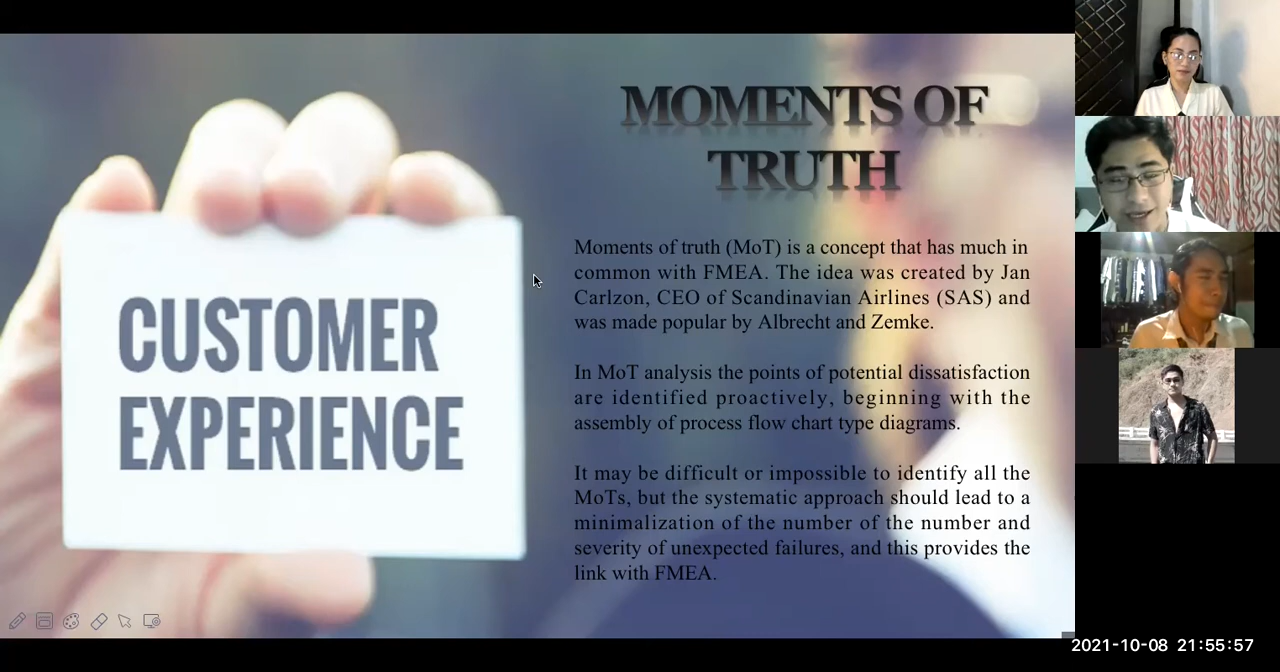 MOMENTS OF
TRUTH
CUSTOMER
EXPERIENCE
Moments of truth (MoT) is a concept that has much in
common with FMEA. The idea was created by Jan
Carlzon, CEO of Scandinavian Airlines (SAS) and
was made popular by Albrecht and Zemke.
In MoT analysis the points of potential dissatisfaction
are identified proactively, beginning with the
assembly of process flow chart type diagrams.
It may be difficult or impossible to identify all the
MoTs, but the systematic approach should lead to a
minimalization of the number of the number and
severity of unexpected failures, and this provides the
link with FMEA.
2021-10-08 21:55:57